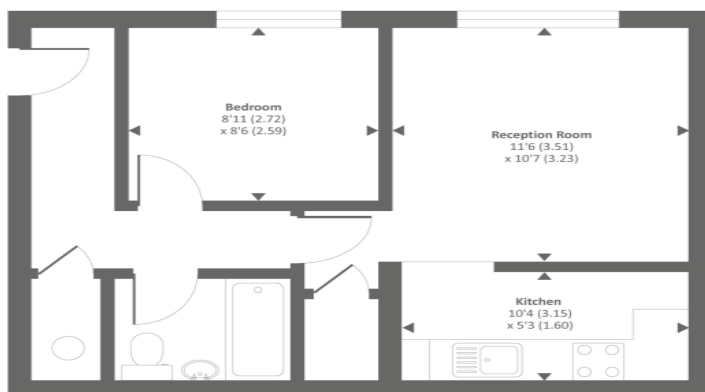 Bedroom
8'11 (2.72)
x 8'6 (2.59)
Reception Room
11'6 (3.51)
x 10'7 (3.23)
Kitchen
10'4 (3.15)
x 5'3 (1.60)